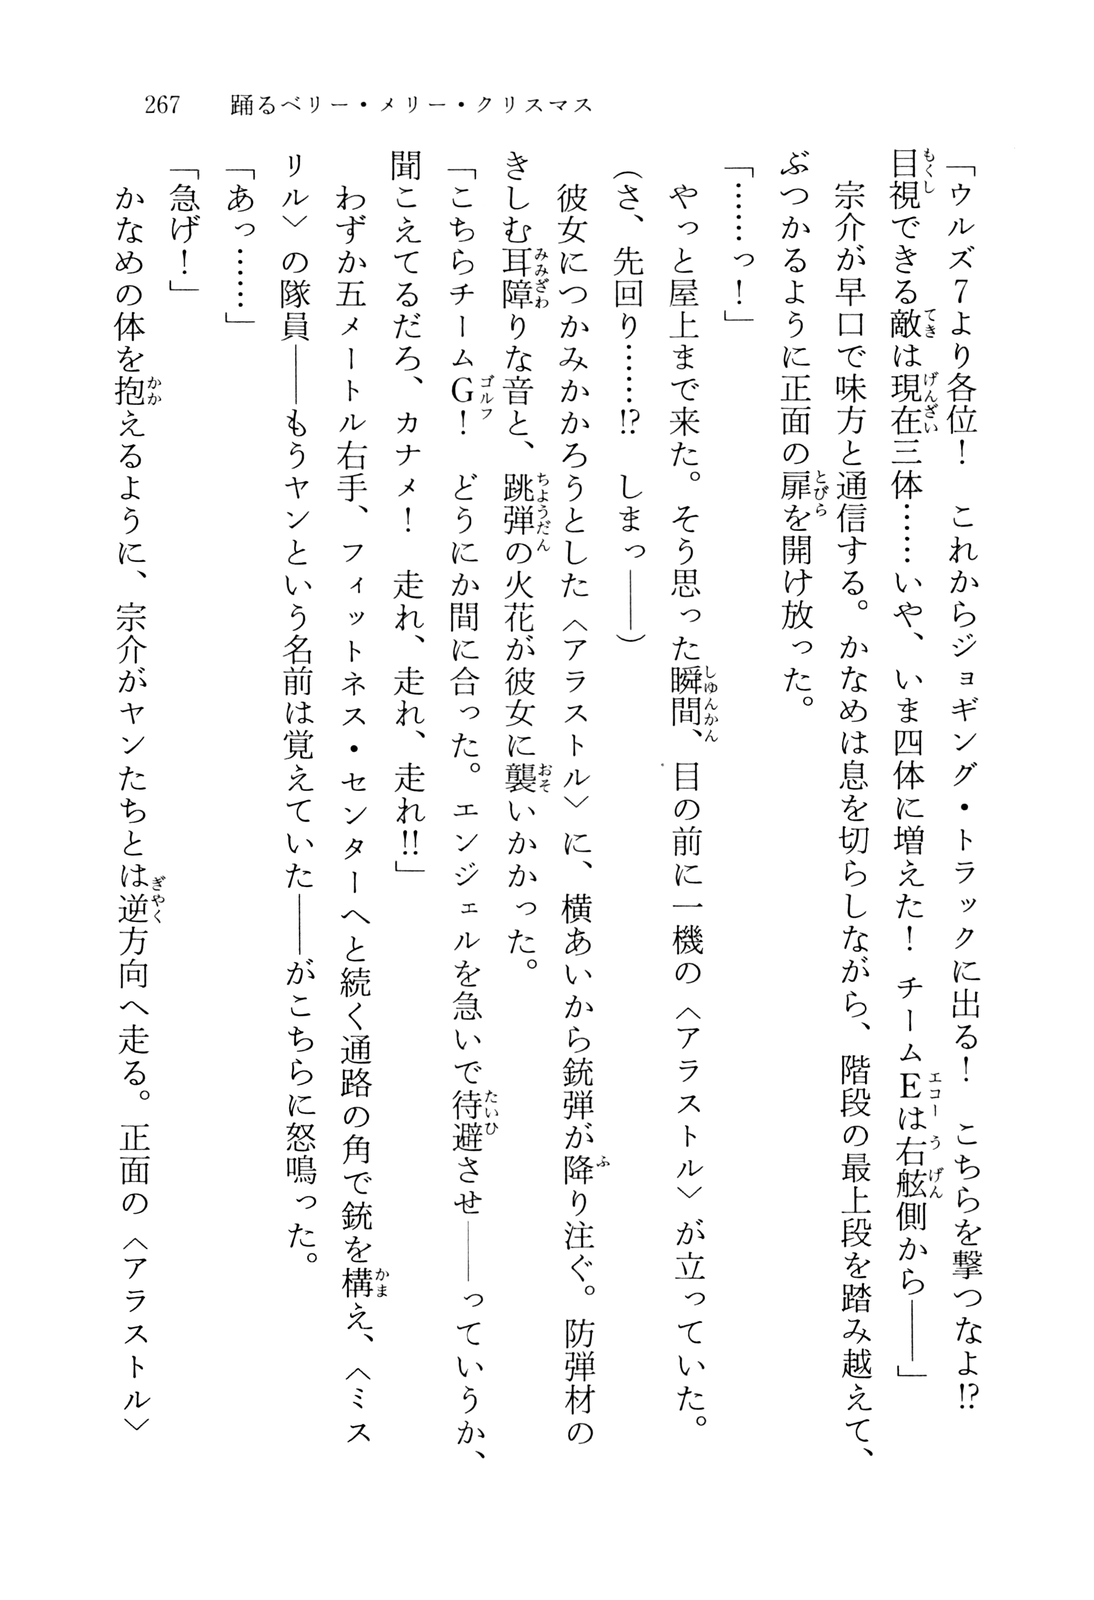 267　踊るベリー・メリー・クリスマス
「ウルズ7より各位！　これからジョギング・トラックに出る！　こちらを撃つなよ!?
目視できる敵は現在三体……いや、いま四体に増えた！　チームEは右舷側から――」
　宗介が早口で味方と通信する。かなめは息を切らしながら、階段の最上段を踏み越えて、
ぶつかるように正面の扉を開け放った。
「……っ！」
　やっと屋上まで来た。そう思った瞬間、目の前に一機の〈アラストル〉が立っていた。
（さ、先回り……!?　しまっ――）
　彼女につかみかかろうとした〈アラストル〉に、横あいから銃弾が降り注ぐ。防弾材の
きしむ耳障りな音と、跳弾の火花が彼女に襲いかかった。
「こちらチームG！　どうにか間に合った。エンジェルを急いで待避させ――っていうか、
聞こえてるだろ、カナメ！　走れ、走れ、走れ!!」
　わずか五メートル右手、フィットネス・センターへと続く通路の角で銃を構え、〈ミス
リル〉の隊員――もうヤンという名前は覚えていた――がこちらに怒鳴った。
「あっ……」
「急げ！」
　かなめの体を抱えるように、宗介がヤンたちとは逆方向へ走る。正面の〈アラストル〉